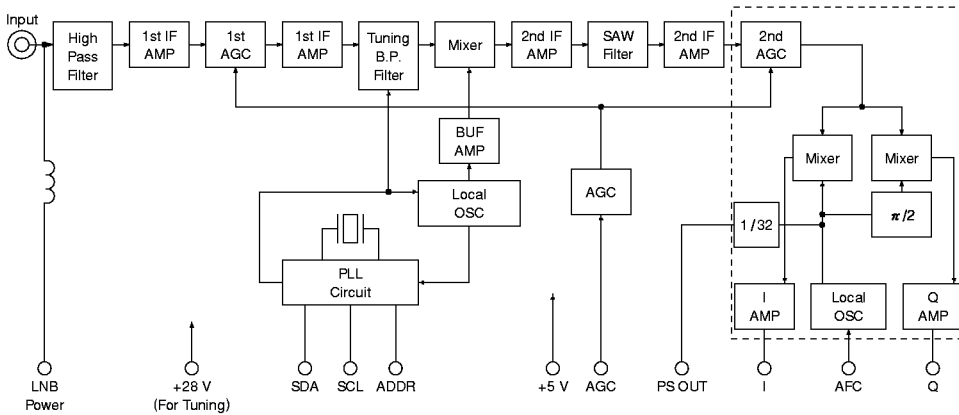 Input
High
Pass
Filter
1st IF
AMP
1st
AGC
1st IF
AMP
Tuning
B.P.
Filter
Mixer
2nd IF
AMP
SAW
Filter
2nd IF
AMP
2nd
AGC
BUF
AMP
Mixer
Mixer
Local
OSC
AGC
1/32
π/2
PLL
Circuit
I
AMP
Local
OSC
Q
AMP
LNB
Power
+28 V
(For Tuning)
SDA
SCL
ADDR
+5 V
AGC
PS OUT
I
AFC
Q